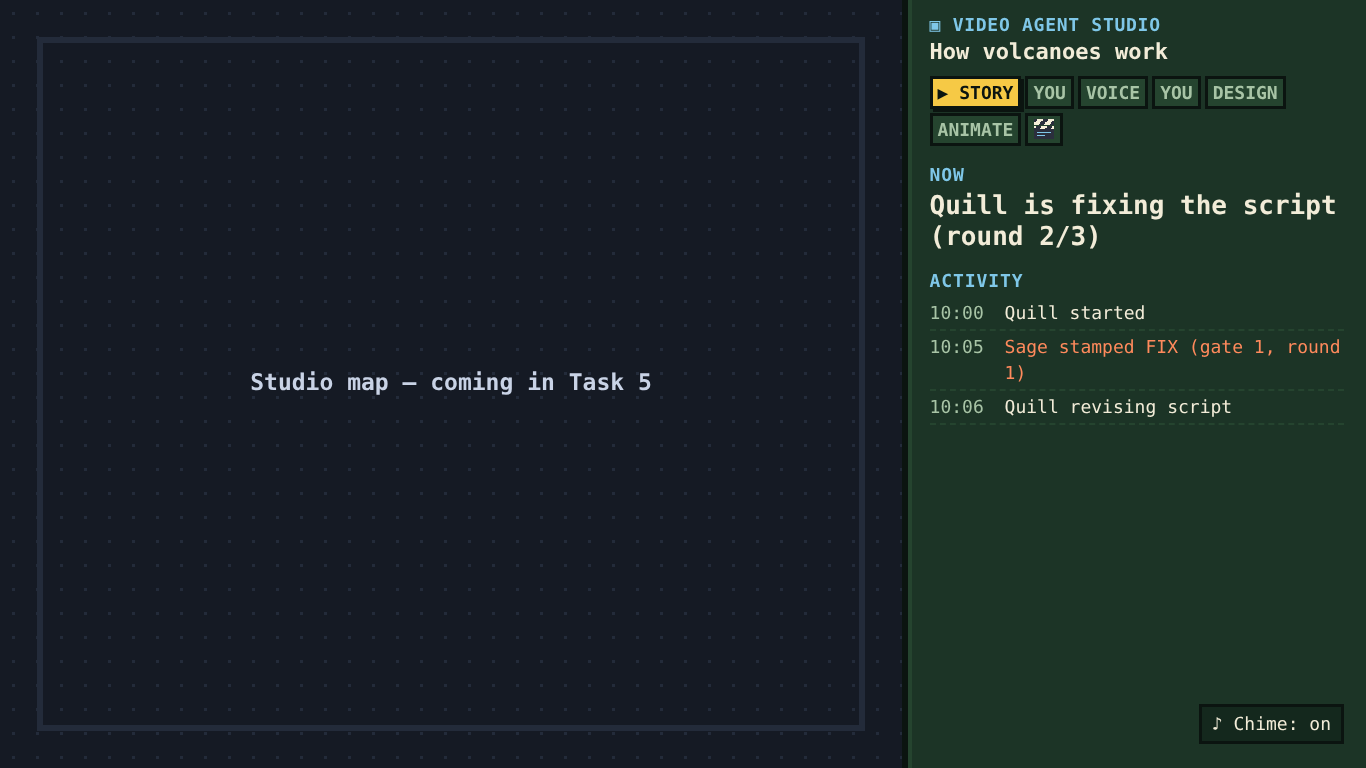 Studio map — coming in Task 5
▣ VIDEO AGENT STUDIO
How volcanoes work
▶ STORY YOU VOICE YOU DESIGN
ANIMATE 🎬
NOW
Quill is fixing the script
(round 2/3)
ACTIVITY
10:00 Quill started
10:05 Sage stamped FIX (gate 1, round
1)
10:06 Quill revising script
♪ Chime: on